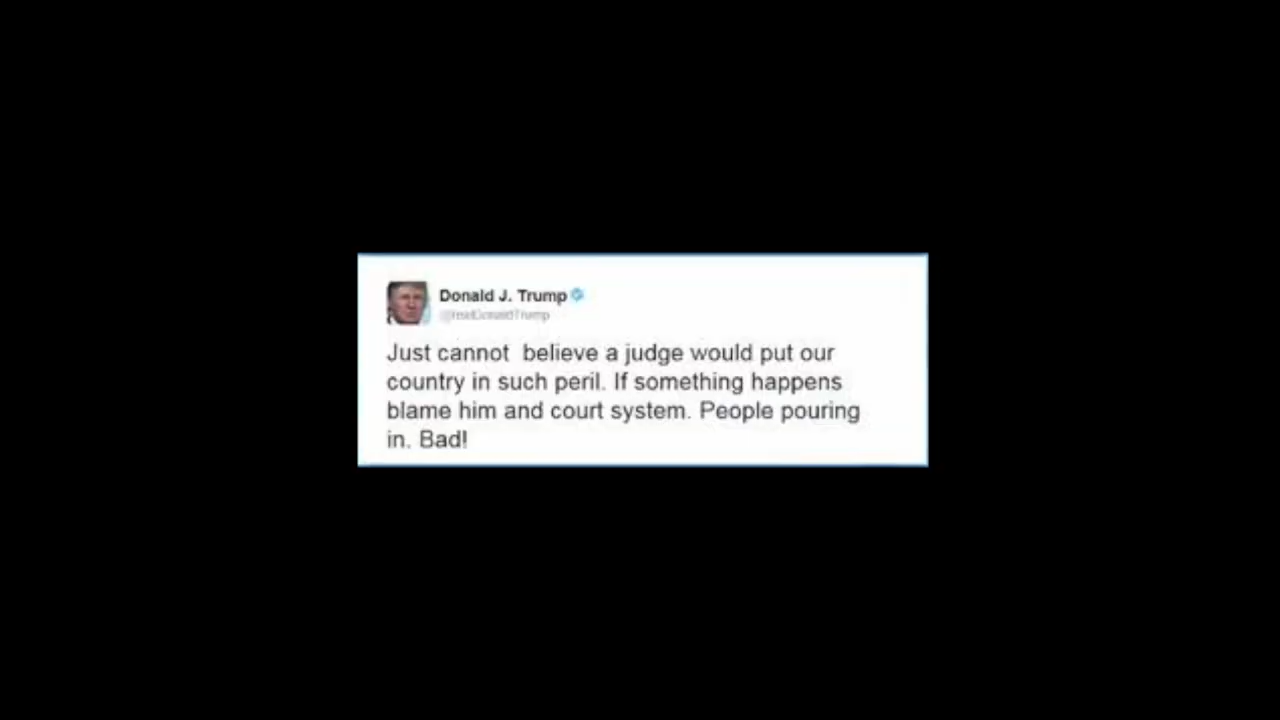 Donald J. Trump
@realDonaldTrump
Just cannot believe a judge would put our
country in such peril. If something happens
blame him and court system. People pouring
in. Bad!